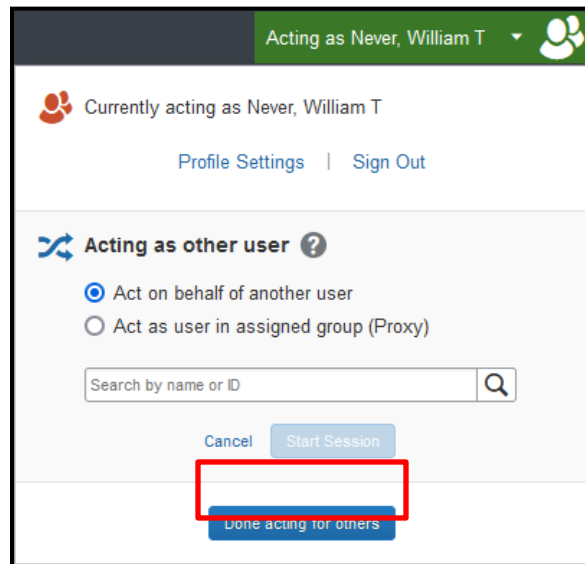 Acting as Never, William T
Currently acting as Never, William T
Profile Settings | Sign Out
Acting as other user ?
Act on behalf of another user
Act as user in assigned group (Proxy)
Search by name or ID
Cancel Start Session
Done acting for others